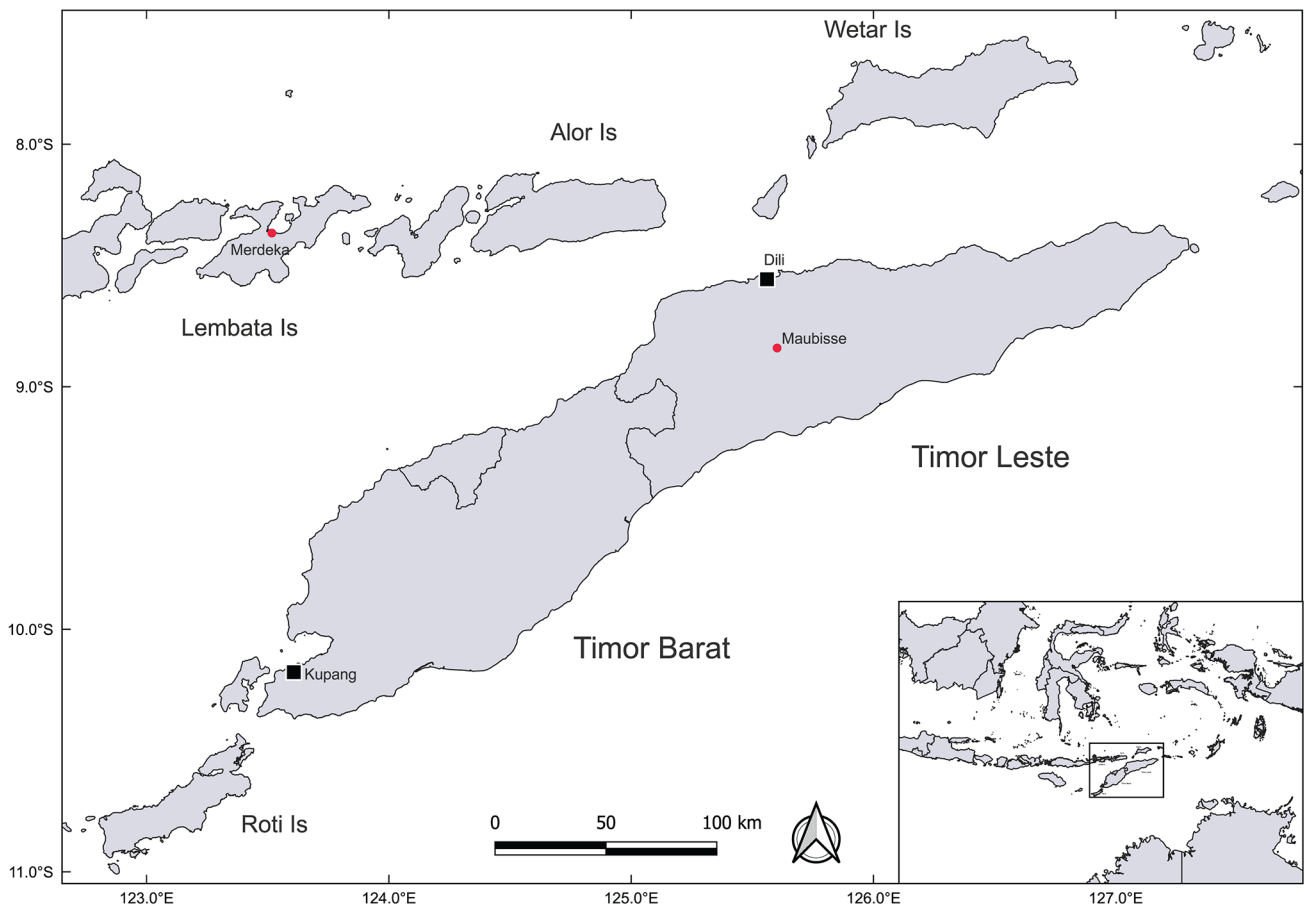 Wetar Is
Alor Is
8.0°S
Merdeka
Dili
Lembata Is
Maubisse
9.0°S
Timor Leste
10.0°S
Timor Barat
Kupang
Roti Is
0 50 100 km
11.0°S
123.0°E 124.0°E 125.0°E 126.0°E 127.0°E